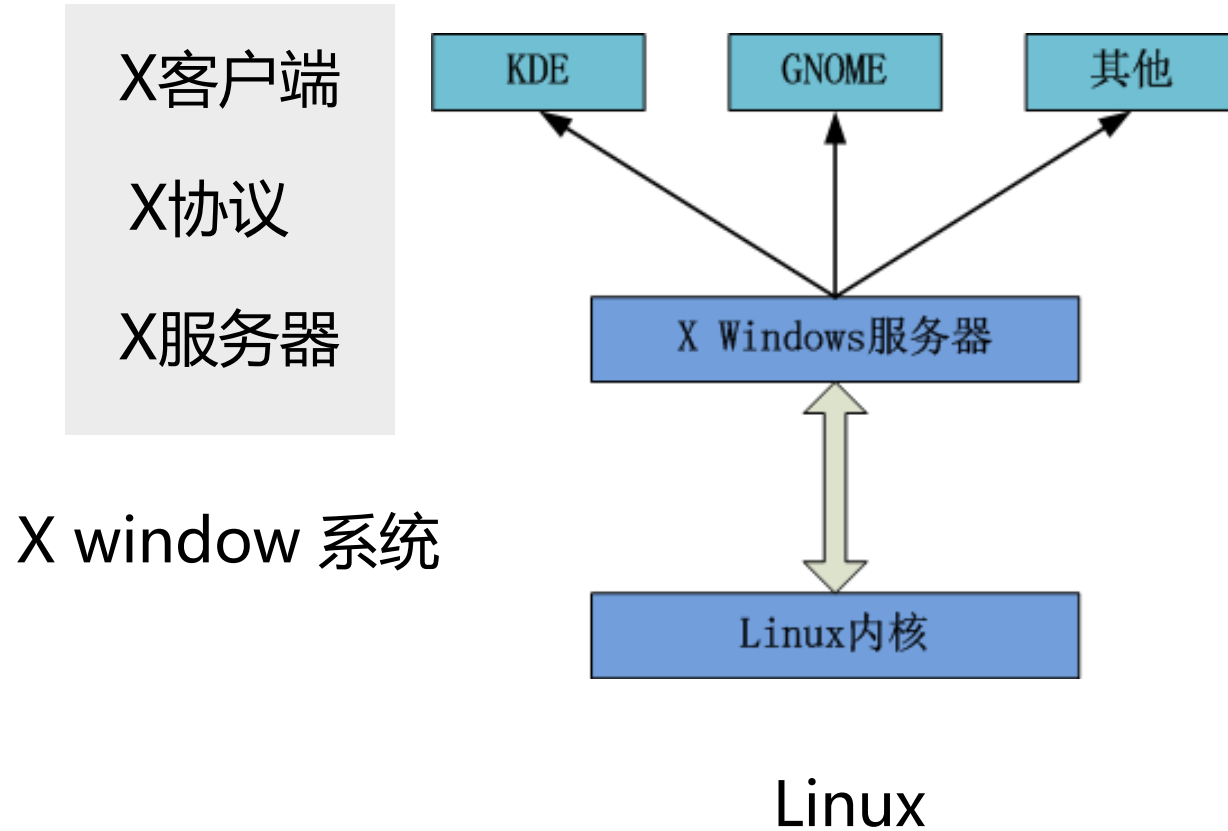 X客户端
X协议
X服务器
X window 系统
KDE
GNOME
其他
X Windows服务器
Linux内核
Linux